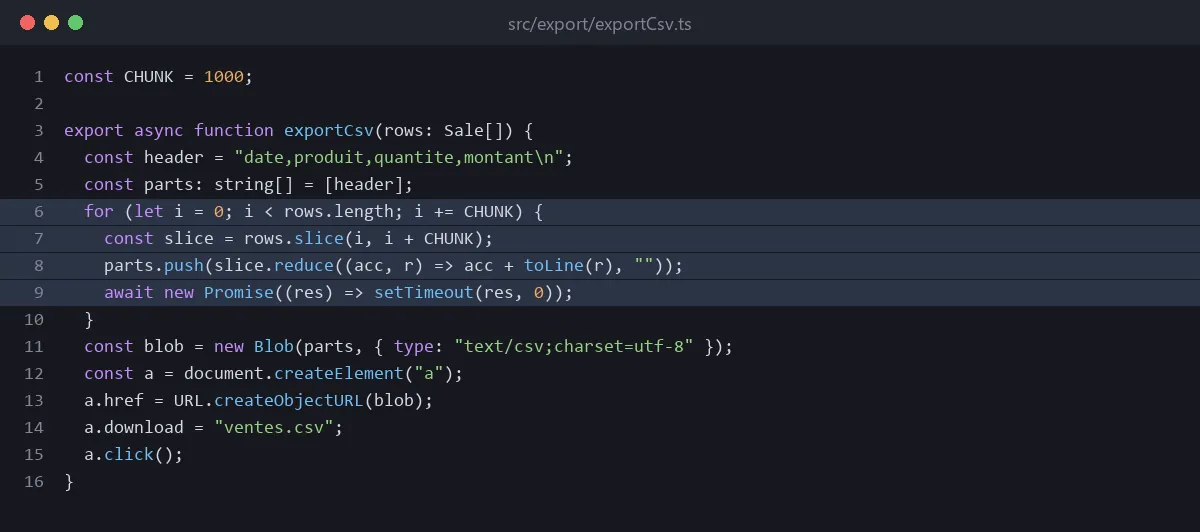 src/export/exportCsv.ts
1 const CHUNK = 1000;
2
3 export async function exportCsv(rows: Sale[]) {
4   const header = "date,produit,quantite,montant\n";
5   const parts: string[] = [header];
6   for (let i = 0; i < rows.length; i += CHUNK) {
7     const slice = rows.slice(i, i + CHUNK);
8     parts.push(slice.reduce((acc, r) => acc + toLine(r), ""));
9     await new Promise((res) => setTimeout(res, 0));
10   }
11   const blob = new Blob(parts, { type: "text/csv;charset=utf-8" });
12   const a = document.createElement("a");
13   a.href = URL.createObjectURL(blob);
14   a.download = "ventes.csv";
15   a.click();
16 }